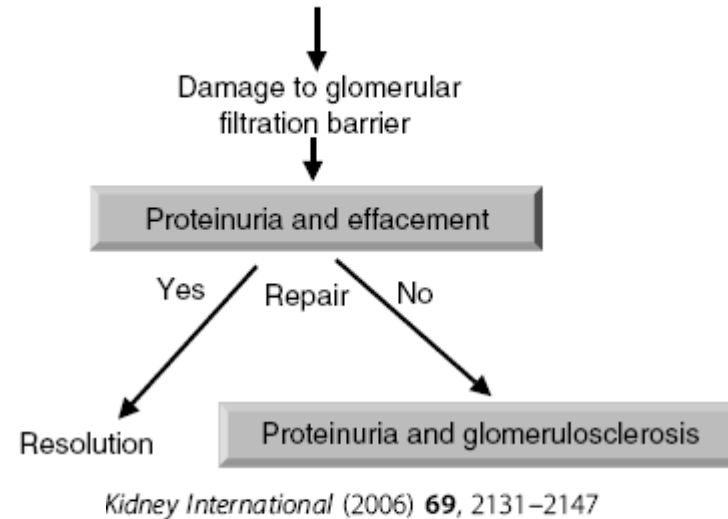 Damage to glomerular
filtration barrier
Proteinuria and effacement
Yes Repair No
Resolution
Proteinuria and glomerulosclerosis
Kidney International (2006) 69, 2131–2147